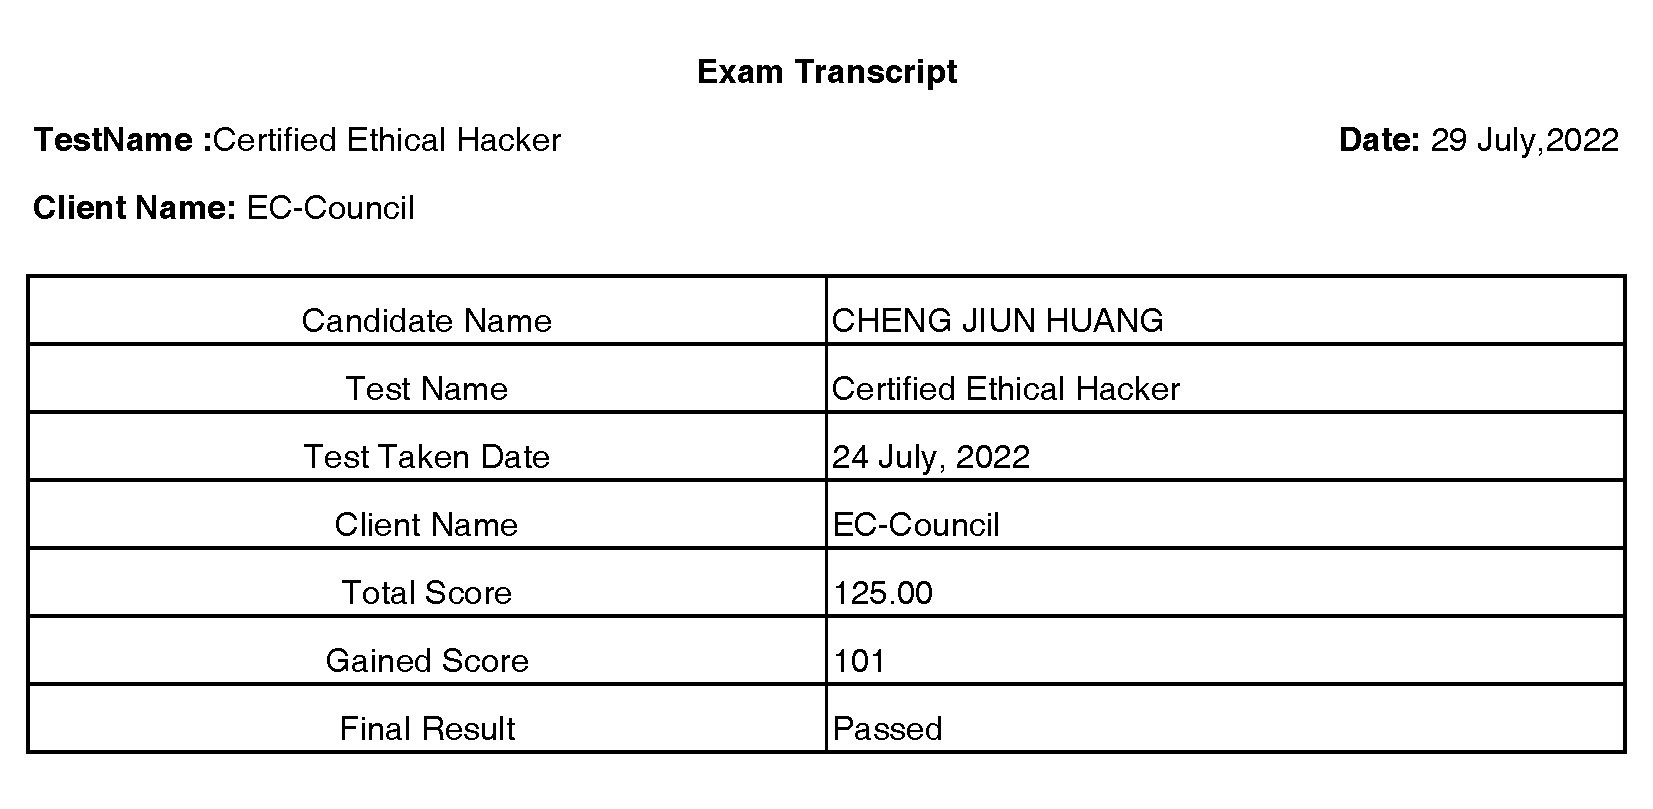 Exam Transcript
TestName :Certified Ethical Hacker Date: 29 July,2022
Client Name: EC-Council
Candidate Name CHENG JIUN HUANG
Test Name Certified Ethical Hacker
Test Taken Date 24 July, 2022
Client Name EC-Council
Total Score 125.00
Gained Score 101
Final Result Passed